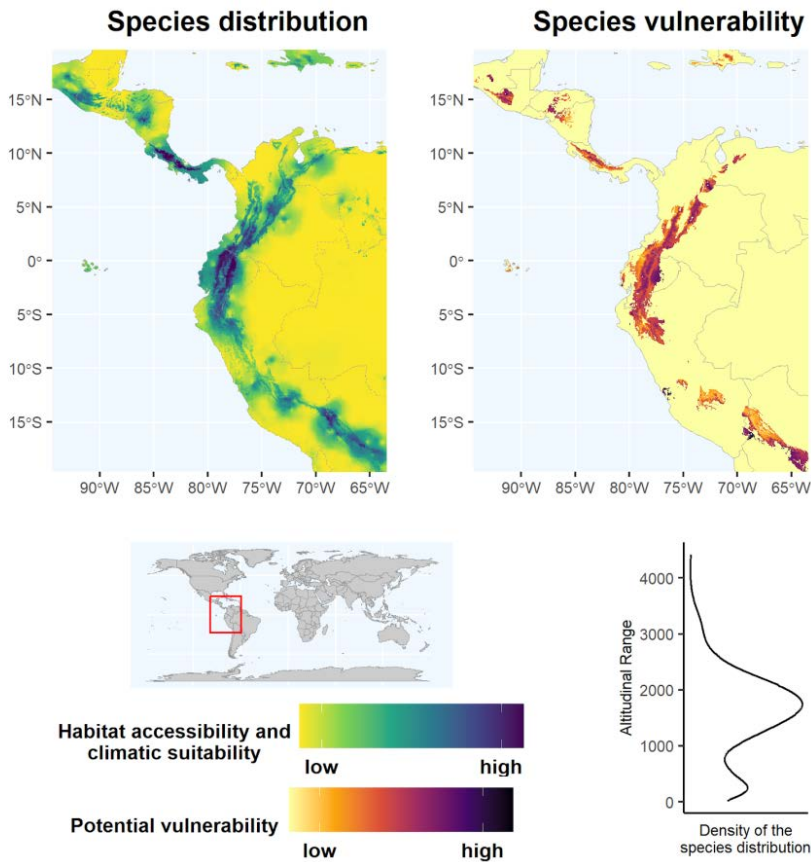 Species distribution
Species vulnerability
15°N
10°N
5°N
0°
5°S
10°S
15°S
90°W 85°W 80°W 75°W 70°W 65°W
15°N
10°N
5°N
0°
5°S
10°S
15°S
90°W 85°W 80°W 75°W 70°W 65°W
Habitat accessibility and
climatic suitability
low high
Potential vulnerability
low high
Altitudinal Range
4000
3000
2000
1000
0
Density of the
species distribution